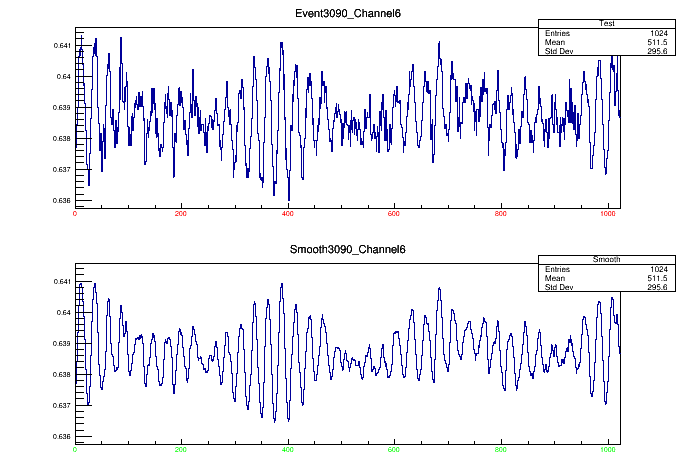 Event3090_Channel6
Test
Entries 1024
Mean 511.5
Std Dev 295.6
0.641
0.64
0.639
0.638
0.637
0.636
0 200 400 600 800 1000
Smooth3090_Channel6
Smooth
Entries 1024
Mean 511.5
Std Dev 295.6
0.641
0.64
0.639
0.638
0.637
0.636
0 200 400 600 800 1000